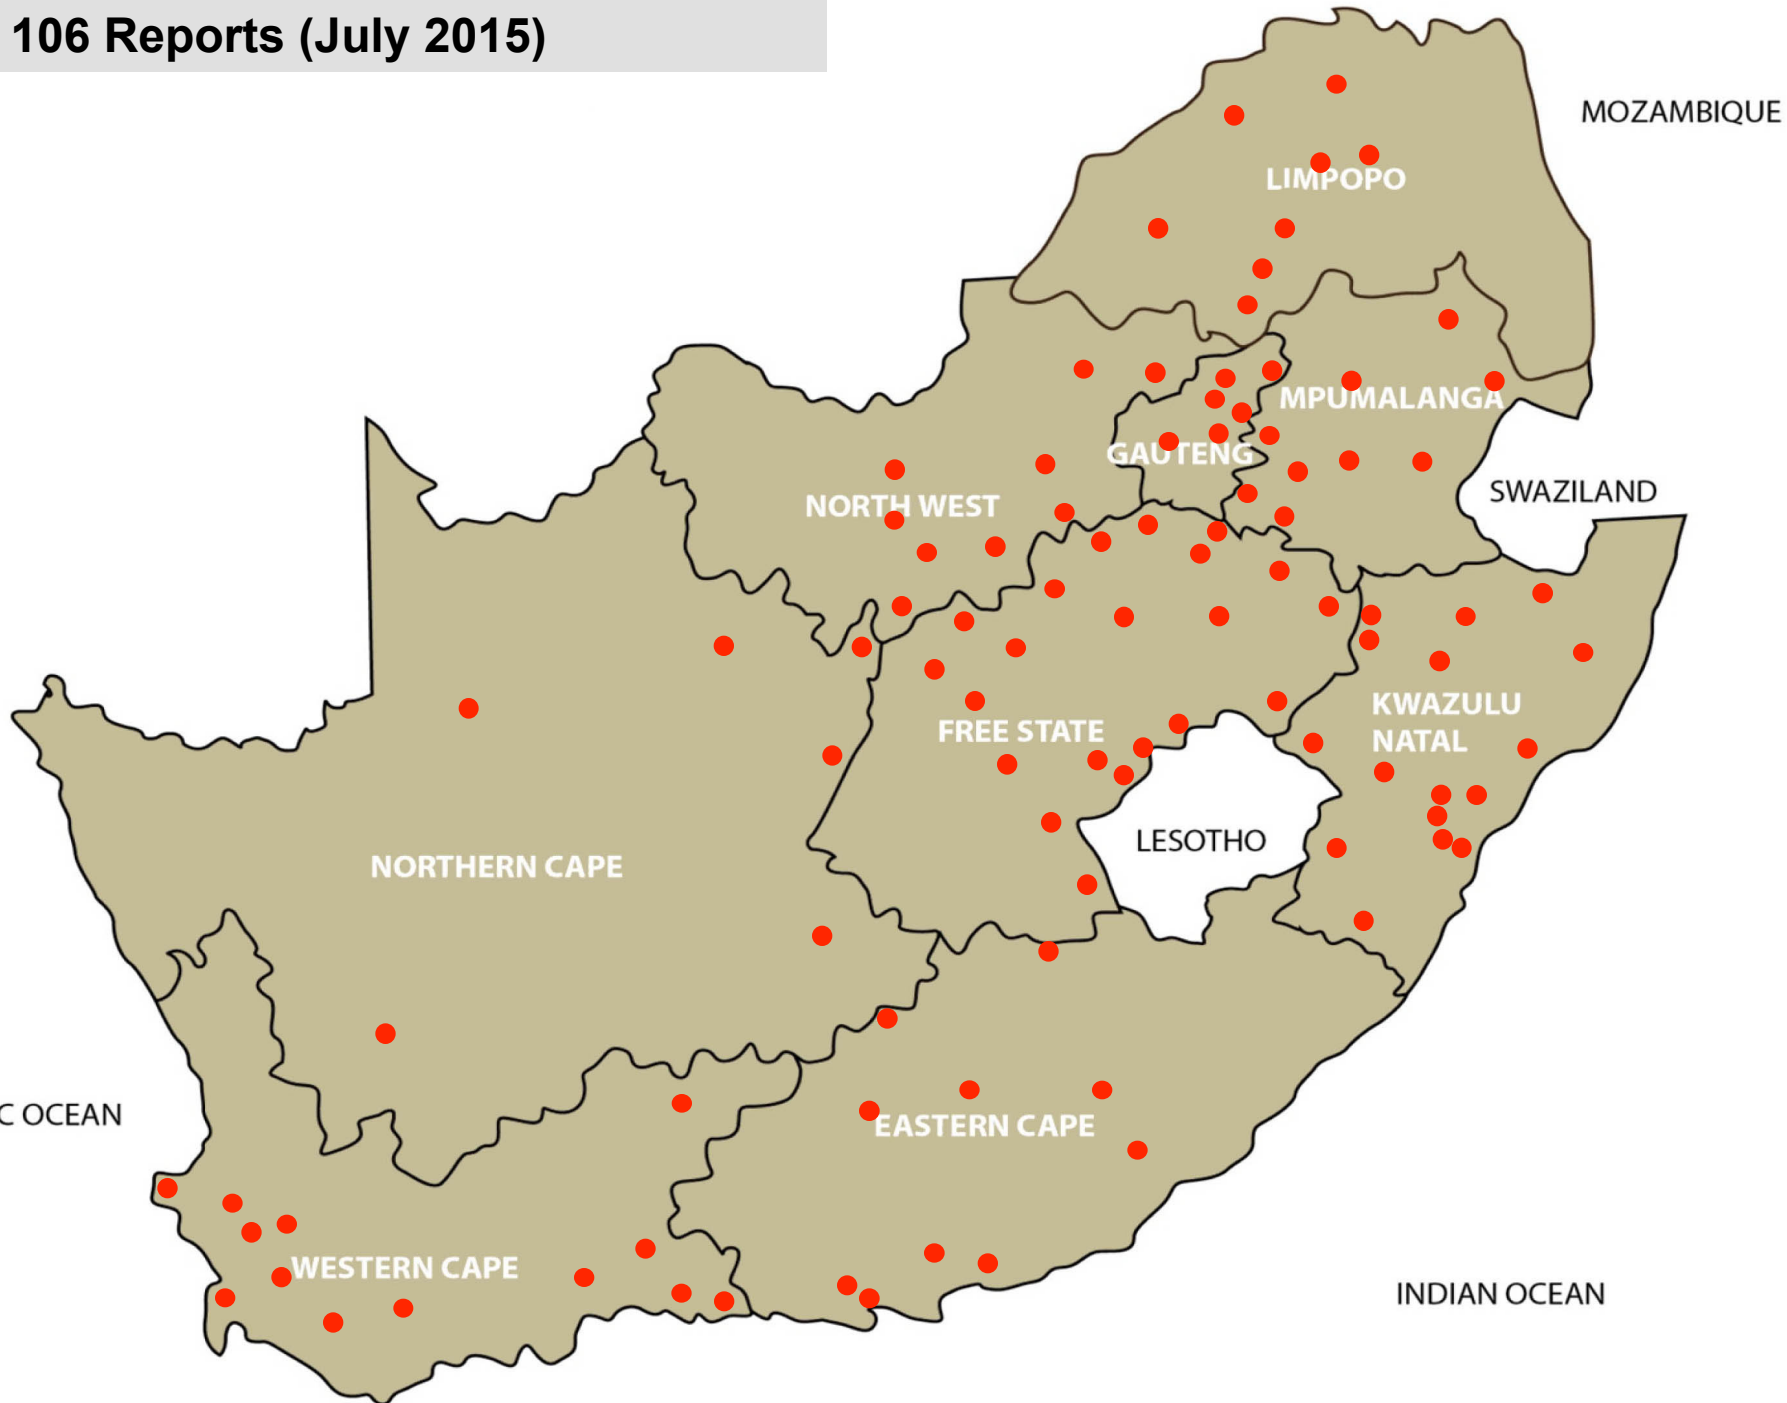 106 Reports (July 2015)
MOZAMBIQUE
LIMPOPO
MPUMALANGA
GAUTENG
SWAZILAND
NORTH WEST
KWAZULU
NATAL
FREE STATE
LESOTHO
NORTHERN CAPE
C OCEAN
EASTERN CAPE
WESTERN CAPE
INDIAN OCEAN